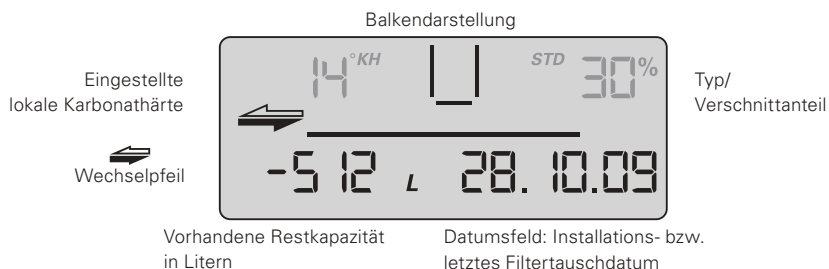 Balkendarstellung
14 °KH
STD 30%
Eingestellte
lokale Karbonathärte
Typ/
Verschnittanteil
Wechselpfeil
-512 L 28.10.09
Vorhandene Restkapazität
in Litern
Datumsfeld: Installations- bzw.
letztes Filtertauschdatum